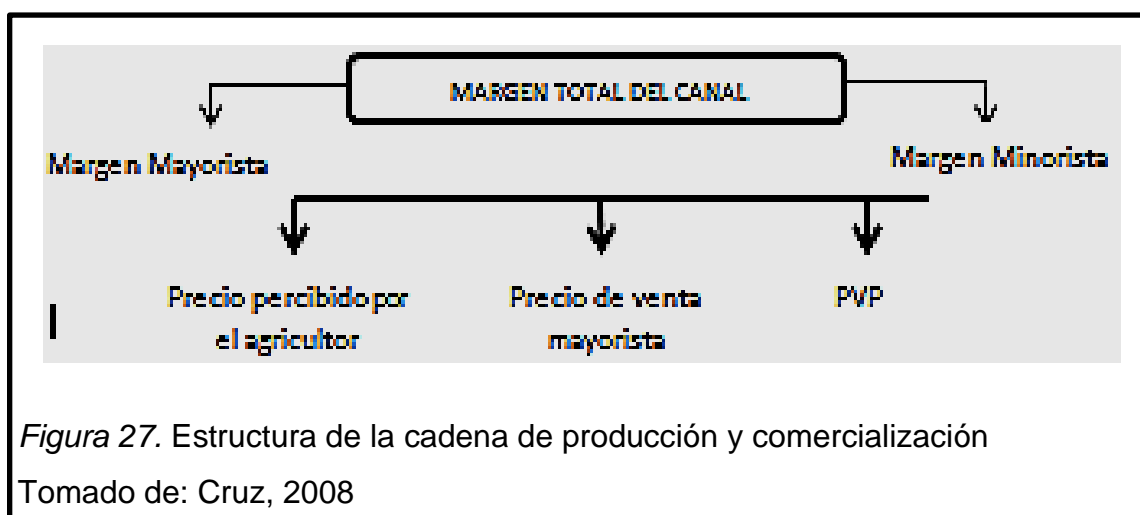 MARGEN TOTAL DEL CANAL
Margen Mayorista
Margen Minorista
Precio percibido por
el agricultor
Precio de venta
mayorista
PVP
Figura 27. Estructura de la cadena de producción y comercialización
Tomado de: Cruz, 2008